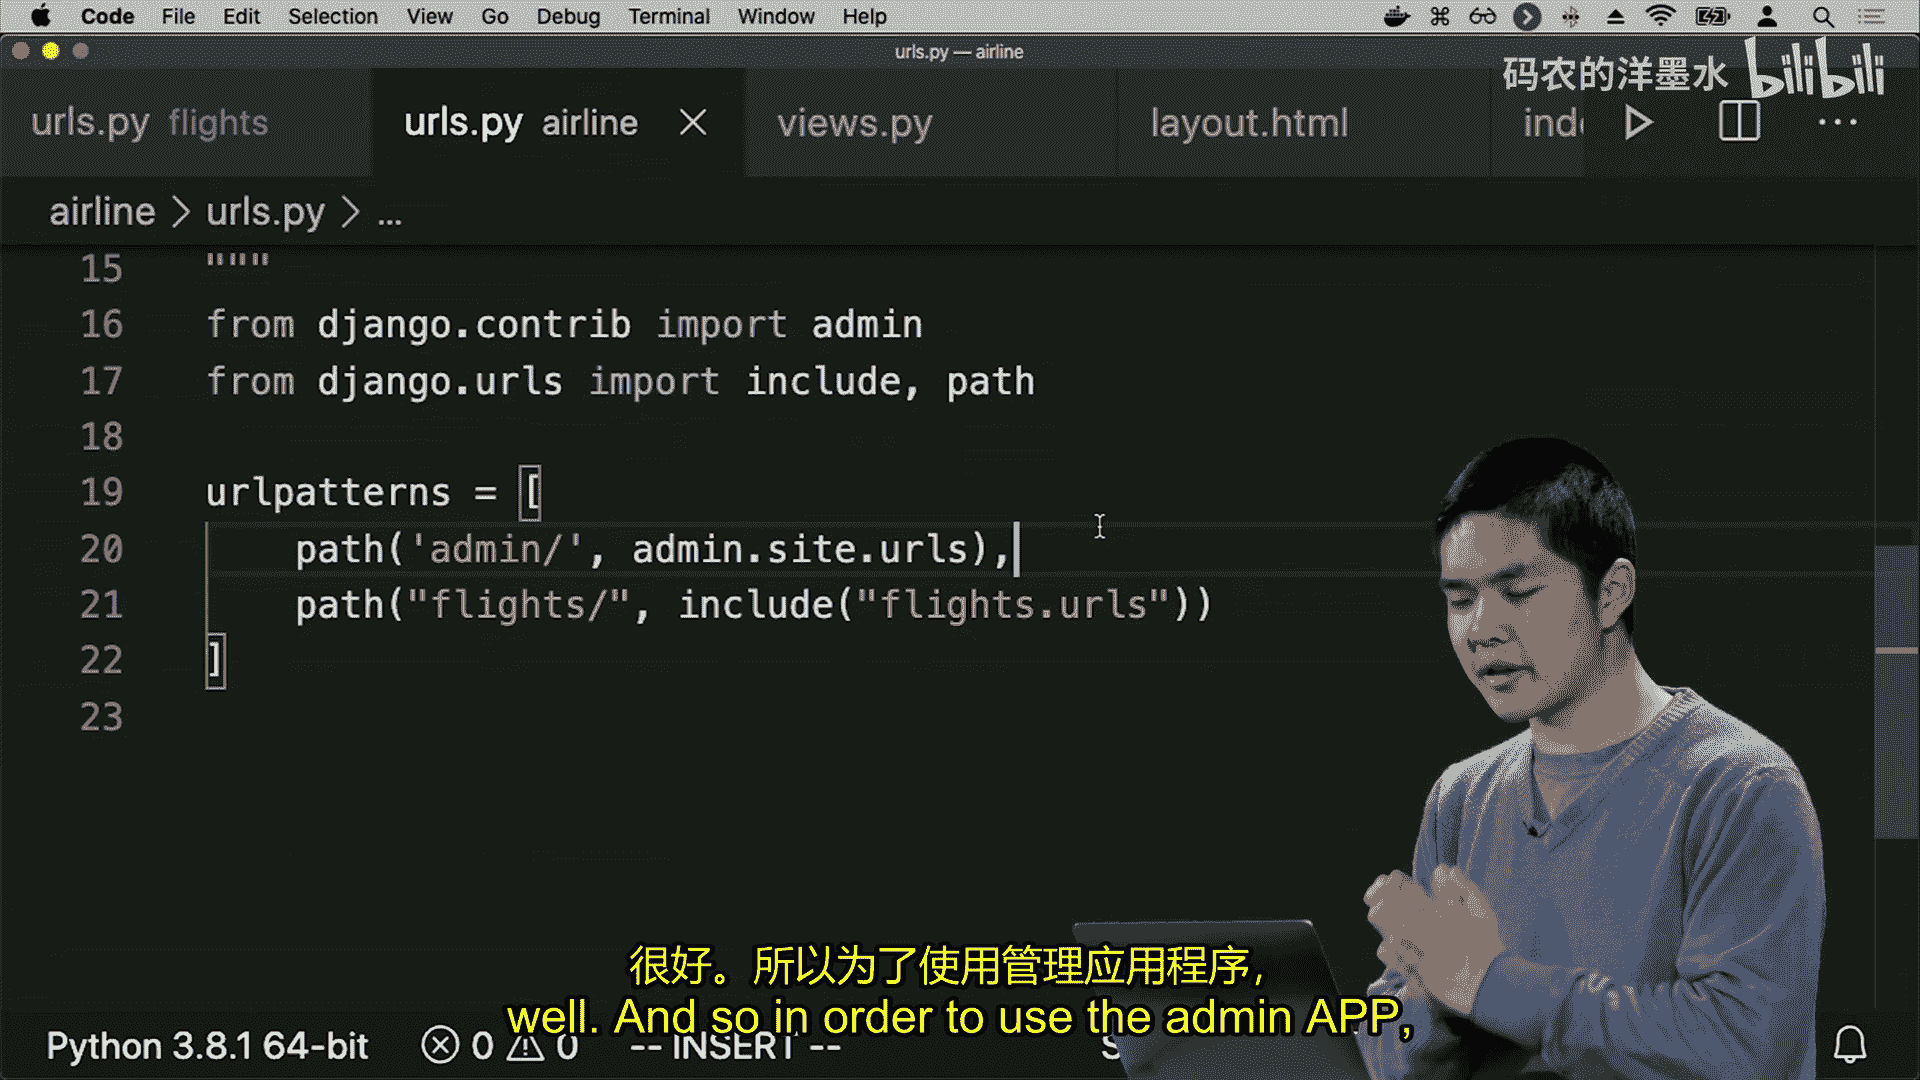 Code File Edit Selection View Go Debug Terminal Window Help
urls.py — airline
码农的洋墨水 bilibili
urls.py flights urls.py airline views.py layout.html
airline > urls.py > ...
15 """
16 from django.contrib import admin
17 from django.urls import include, path
18
19 urlpatterns = [
20 path('admin/', admin.site.urls),
21 path("flights/", include("flights.urls"))
22 ]
23
很好。所以为了使用管理应用程序，
well. And so in order to use the admin APP,
Python 3.8.1 64-bit 0 0 -- INSERT --